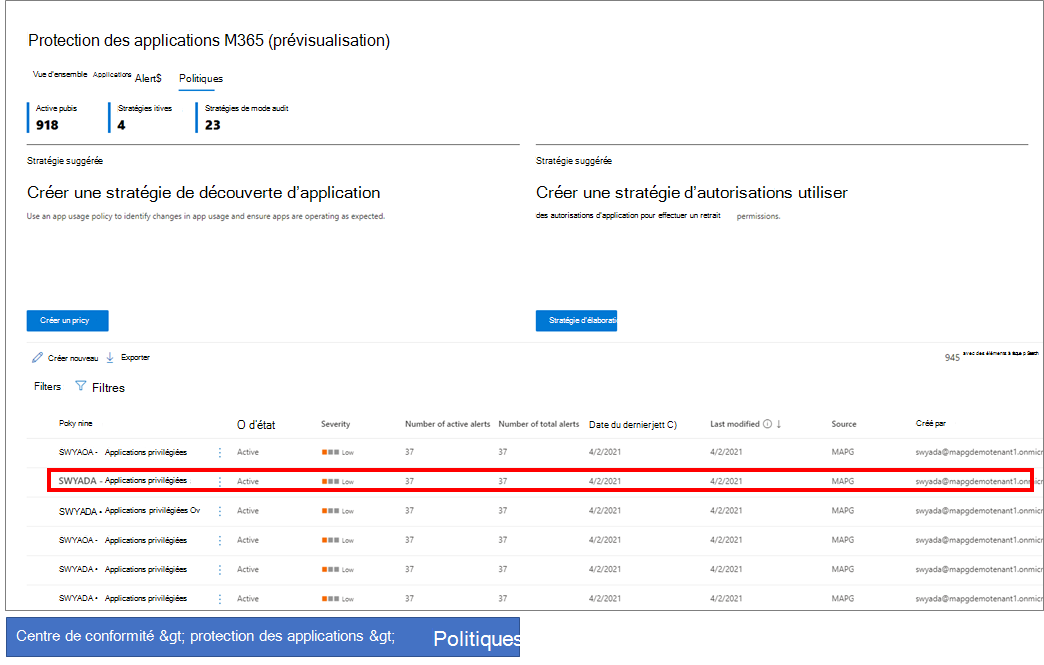 Protection des applications M365 (prévisualisation)
Vue d'ensemble Applications Alert$ Politiques
Active pubis Stratégies itives Stratégies de mode audit
918 4 23
Stratégie suggérée
Créer une stratégie de découverte d'application
Use an app usage policy to identify changes in app usage and ensure apps are operating as expected.
Créer un pricy
Stratégie suggérée
Créer une stratégie d'autorisations utiliser
des autorisations d'application pour effectuer un retrait permissions.
Stratégie d'élaborati
Créer nouveau Exporter 945 avec des éléments à Search
Filters Filtres
Poky nine O d'état Severity Number of active alerts Number of total alerts Date du dernierjett C) Last modified ↓ Source Créé par
SWYAOA - Applications privilégiées Active Low 37 37 4/2/2021 4/2/2021 MAPG swyada@mapgdemotenant1.onmicr
SWYADA - Applications privilégiées Active Low 37 37 4/2/2021 4/2/2021 MAPG swyada@mapgdemotenant1.onmicr
SWYADA • Applications privilégiées Ov Active Low 37 37 4/2/2021 4/2/2021 MAPG swyada@mapgdemotenant1.onmicr
SWYAOA - Applications privilégiées Active Low 37 37 4/2/2021 4/2/2021 MAPG swyada@mapgdemotenant1.onmicr
SWYADA • Applications privilégiées Active Low 37 37 4/2/2021 4/2/2021 MAPG swyada@mapgdemotenant1.onmicr
SWYADA • Applications privilégiées Active Low 37 37 4/2/2021 4/2/2021 MAPG swyada@mapgdemotenant1.onmicr
Centre de conformité &gt; protection des applications &gt; Politiques